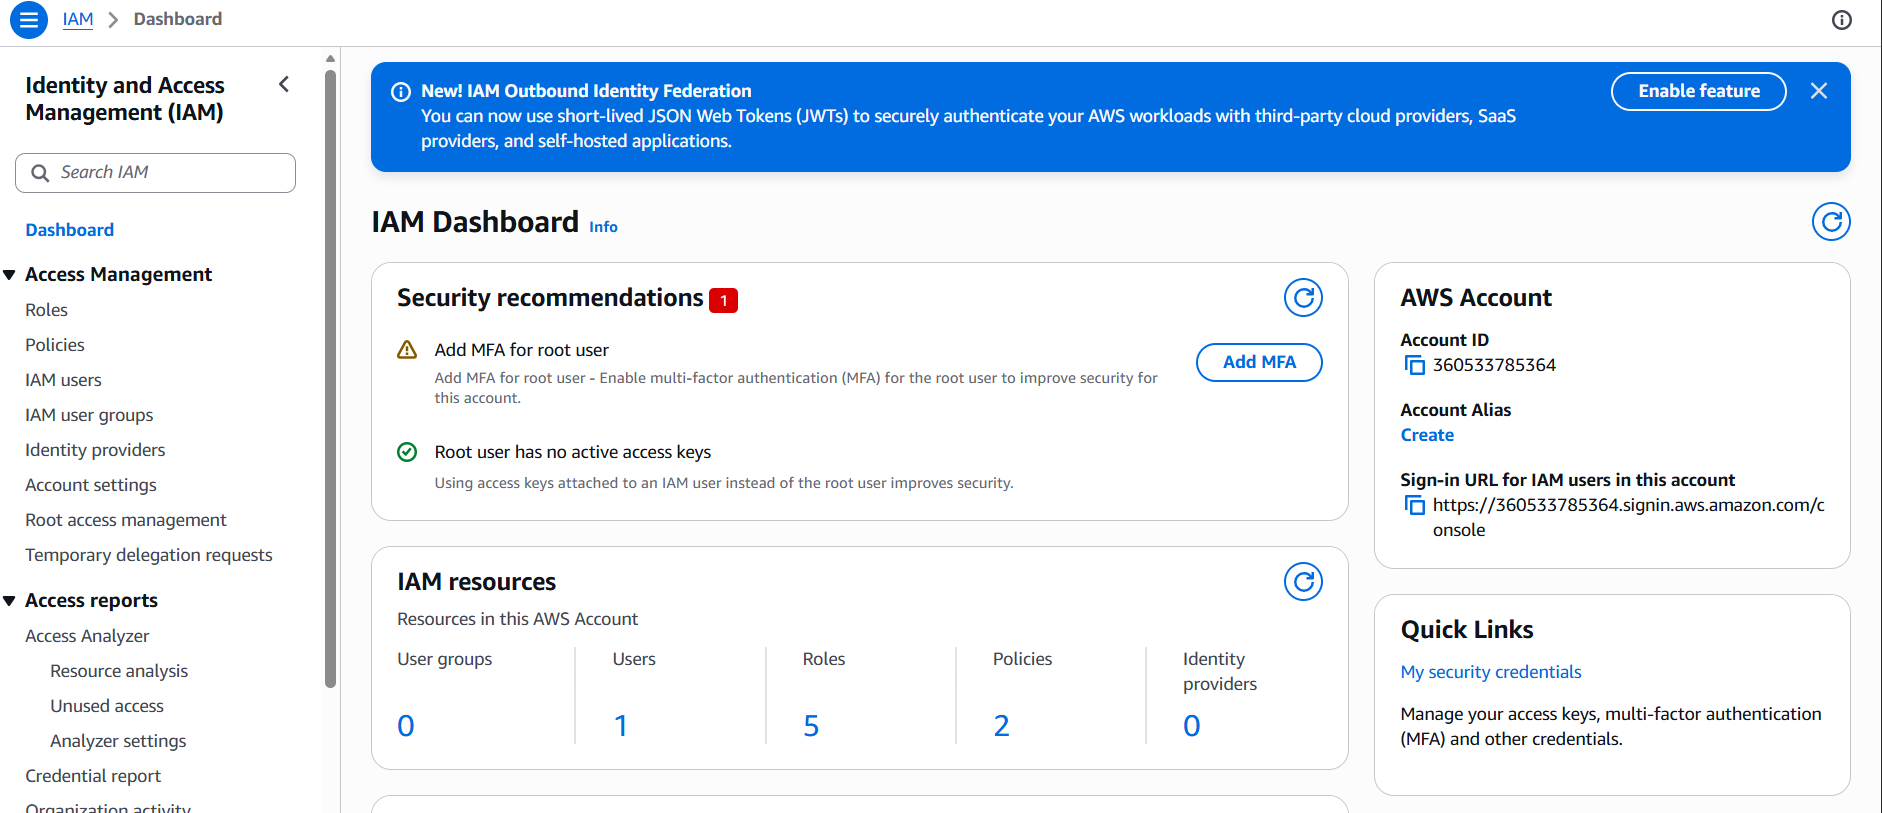 IAM > Dashboard
Identity and Access
Management (IAM)
Search IAM
Dashboard
Access Management
Roles
Policies
IAM users
IAM user groups
Identity providers
Account settings
Root access management
Temporary delegation requests
Access reports
Access Analyzer
Resource analysis
Unused access
Analyzer settings
Credential report
Organization activity
New! IAM Outbound Identity Federation
You can now use short-lived JSON Web Tokens (JWTs) to securely authenticate your AWS workloads with third-party cloud providers, SaaS
providers, and self-hosted applications.
Enable feature
IAM Dashboard Info
Security recommendations 1
Add MFA for root user
Add MFA for root user - Enable multi-factor authentication (MFA) for the root user to improve security for
this account.
Add MFA
Root user has no active access keys
Using access keys attached to an IAM user instead of the root user improves security.
IAM resources
Resources in this AWS Account
User groups
0
Users
1
Roles
5
Policies
2
Identity
providers
0
AWS Account
Account ID
360533785364
Account Alias
Create
Sign-in URL for IAM users in this account
https://360533785364.signin.aws.amazon.com/c
onsole
Quick Links
My security credentials
Manage your access keys, multi-factor authentication
(MFA) and other credentials.